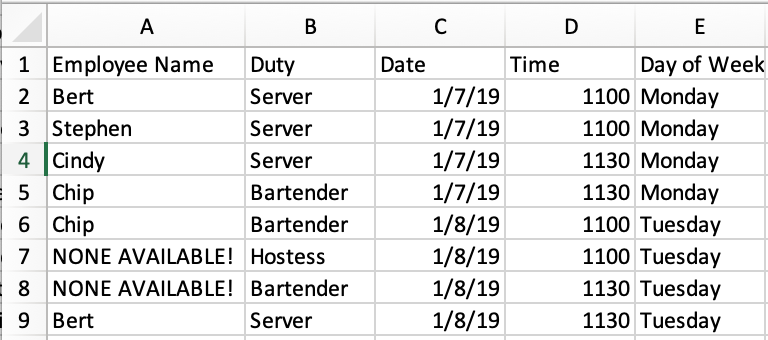 A B C D E
1 Employee Name Duty Date Time Day of Week
2 Bert Server 1/7/19 1100 Monday
3 Stephen Server 1/7/19 1100 Monday
4 Cindy Server 1/7/19 1130 Monday
5 Chip Bartender 1/7/19 1130 Monday
6 Chip Bartender 1/8/19 1100 Tuesday
7 NONE AVAILABLE! Hostess 1/8/19 1100 Tuesday
8 NONE AVAILABLE! Bartender 1/8/19 1130 Tuesday
9 Bert Server 1/8/19 1130 Tuesday